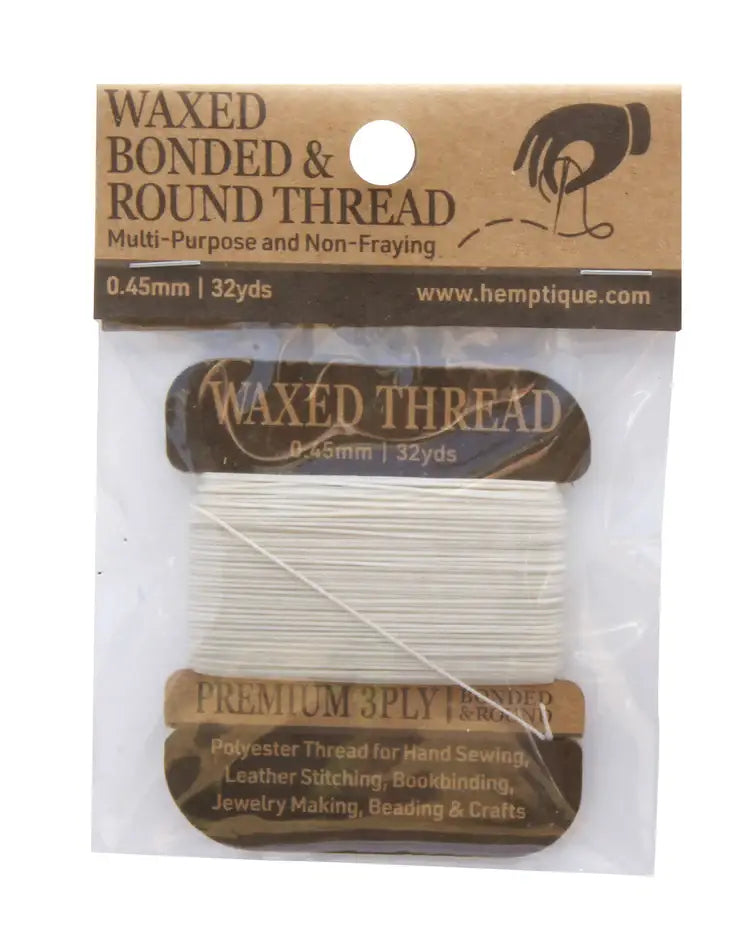 WAXED
BONDED &
ROUND THREAD
Multi-Purpose and Non-Fraying
0.45mm | 32yds
www.hemptique.com
WAXED THREAD
0.45mm | 32yds
PREMIUM 3PLY | BONDED
&ROUND
Polyester Thread for Hand Sewing,
Leather Stitching, Bookbinding,
Jewelry Making, Beading & Crafts